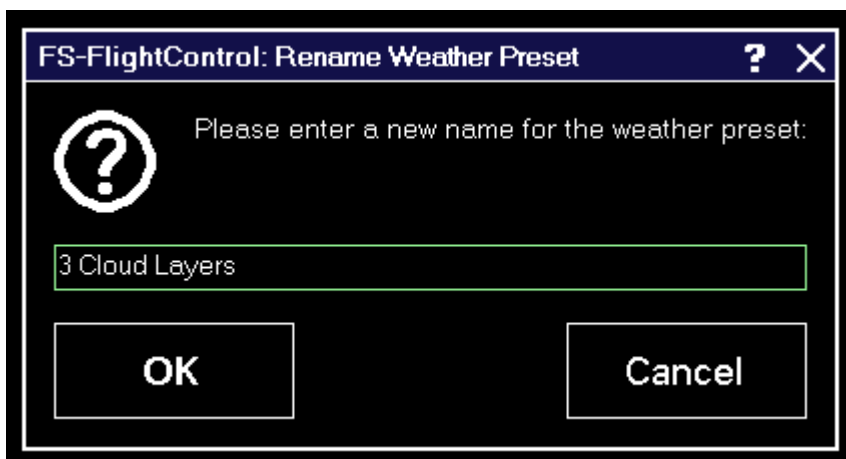 FS-FlightControl: Rename Weather Preset ? X
?
Please enter a new name for the weather preset:
3 Cloud Layers
OK Cancel